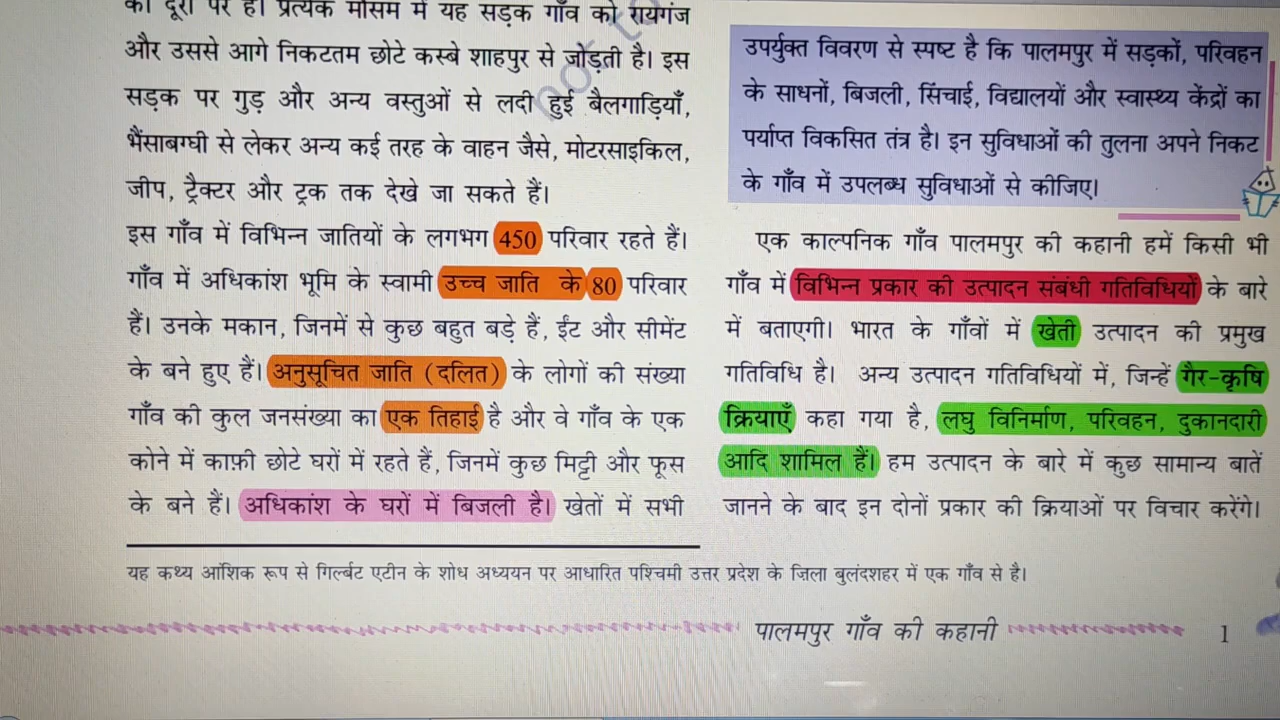 की दूरी पर है। प्रत्येक मौसम में यह सड़क गाँव को रायगंज
और उससे आगे निकटतम छोटे कस्बे शाहपुर से जोड़ती है। इस
सड़क पर गुड़ और अन्य वस्तुओं से लदी हुई बैलगाड़ियाँ,
भैंसाबग्घी से लेकर अन्य कई तरह के वाहन जैसे, मोटरसाइकिल,
जीप, ट्रैक्टर और ट्रक तक देखे जा सकते हैं।
इस गाँव में विभिन्न जातियों के लगभग 450 परिवार रहते हैं।
गाँव में अधिकांश भूमि के स्वामी उच्च जाति के 80 परिवार
हैं। उनके मकान, जिनमें से कुछ बहुत बड़े हैं, ईंट और सीमेंट
के बने हुए हैं। अनुसूचित जाति (दलित) के लोगों की संख्या
गाँव की कुल जनसंख्या का एक तिहाई है और वे गाँव के एक
कोने में काफ़ी छोटे घरों में रहते हैं, जिनमें कुछ मिट्टी और फूस
के बने हैं। अधिकांश के घरों में बिजली है। खेतों में सभी
उपर्युक्त विवरण से स्पष्ट है कि पालमपुर में सड़कों, परिवहन
के साधनों, बिजली, सिंचाई, विद्यालयों और स्वास्थ्य केंद्रों का
पर्याप्त विकसित तंत्र है। इन सुविधाओं की तुलना अपने निकट
के गाँव में उपलब्ध सुविधाओं से कीजिए।
एक काल्पनिक गाँव पालमपुर की कहानी हमें किसी भी
गाँव में विभिन्न प्रकार की उत्पादन संबंधी गतिविधियों के बारे
में बताएगी। भारत के गाँवों में खेती उत्पादन की प्रमुख
गतिविधि है। अन्य उत्पादन गतिविधियों में, जिन्हें गैर-कृषि
क्रियाएँ कहा गया है, लघु विनिर्माण, परिवहन, दुकानदारी
आदि शामिल हैं। हम उत्पादन के बारे में कुछ सामान्य बातें
जानने के बाद इन दोनों प्रकार की क्रियाओं पर विचार करेंगे।
यह कथ्य आंशिक रूप से गिर्ल्बट एटीन के शोध अध्ययन पर आधारित पश्चिमी उत्तर प्रदेश के जिला बुलंदशहर में एक गाँव से है।
पालमपुर गाँव की कहानी 1
not to